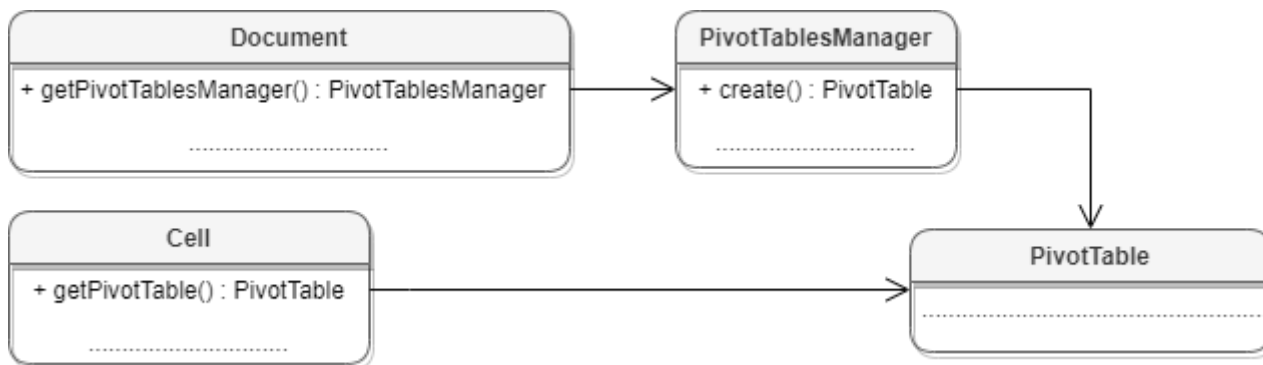 Document
+ getPivotTablesManager() : PivotTablesManager
..............................
PivotTablesManager
+ create() : PivotTable
..............................
Cell
+ getPivotTable() : PivotTable
..............................
PivotTable
....................................................